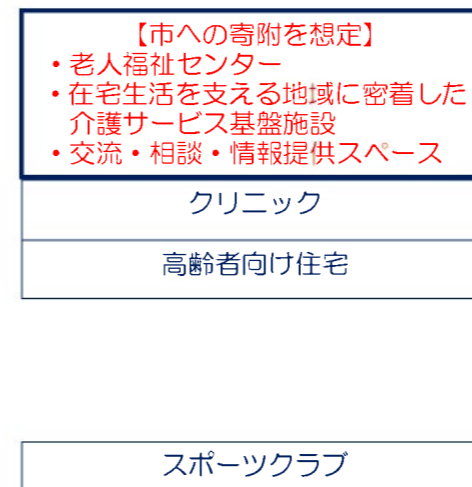 【市への寄附を想定】
・老人福祉センター
・在宅生活を支える地域に密着した
介護サービス基盤施設
・交流・相談・情報提供スペース
クリニック
高齢者向け住宅
スポーツクラブ